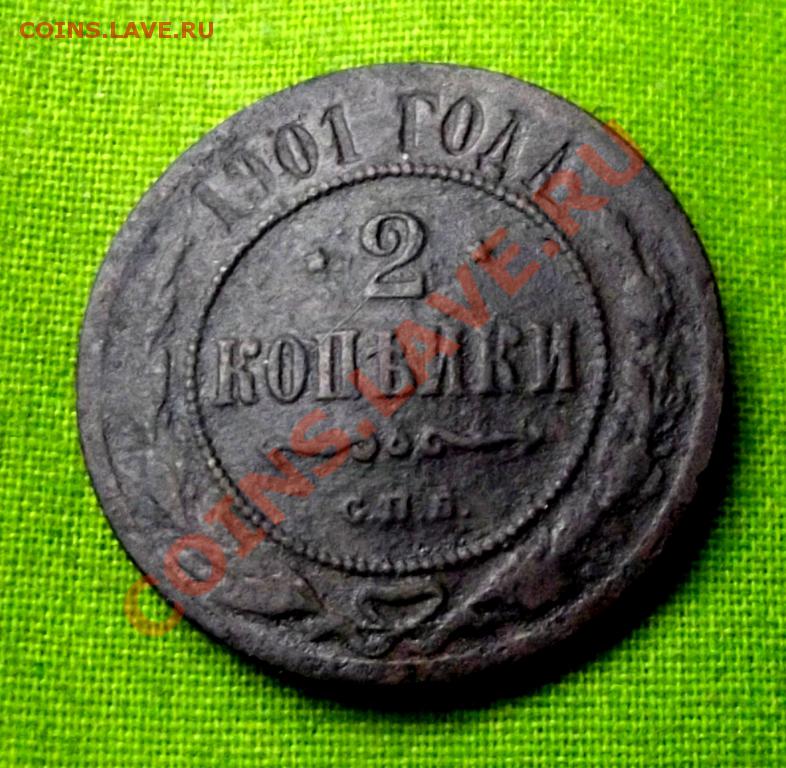 COINS.LAVE.RU
1901 ГОДА
2
КОПѢЙКИ
С.П.Б.
COINS.LAVE.RU